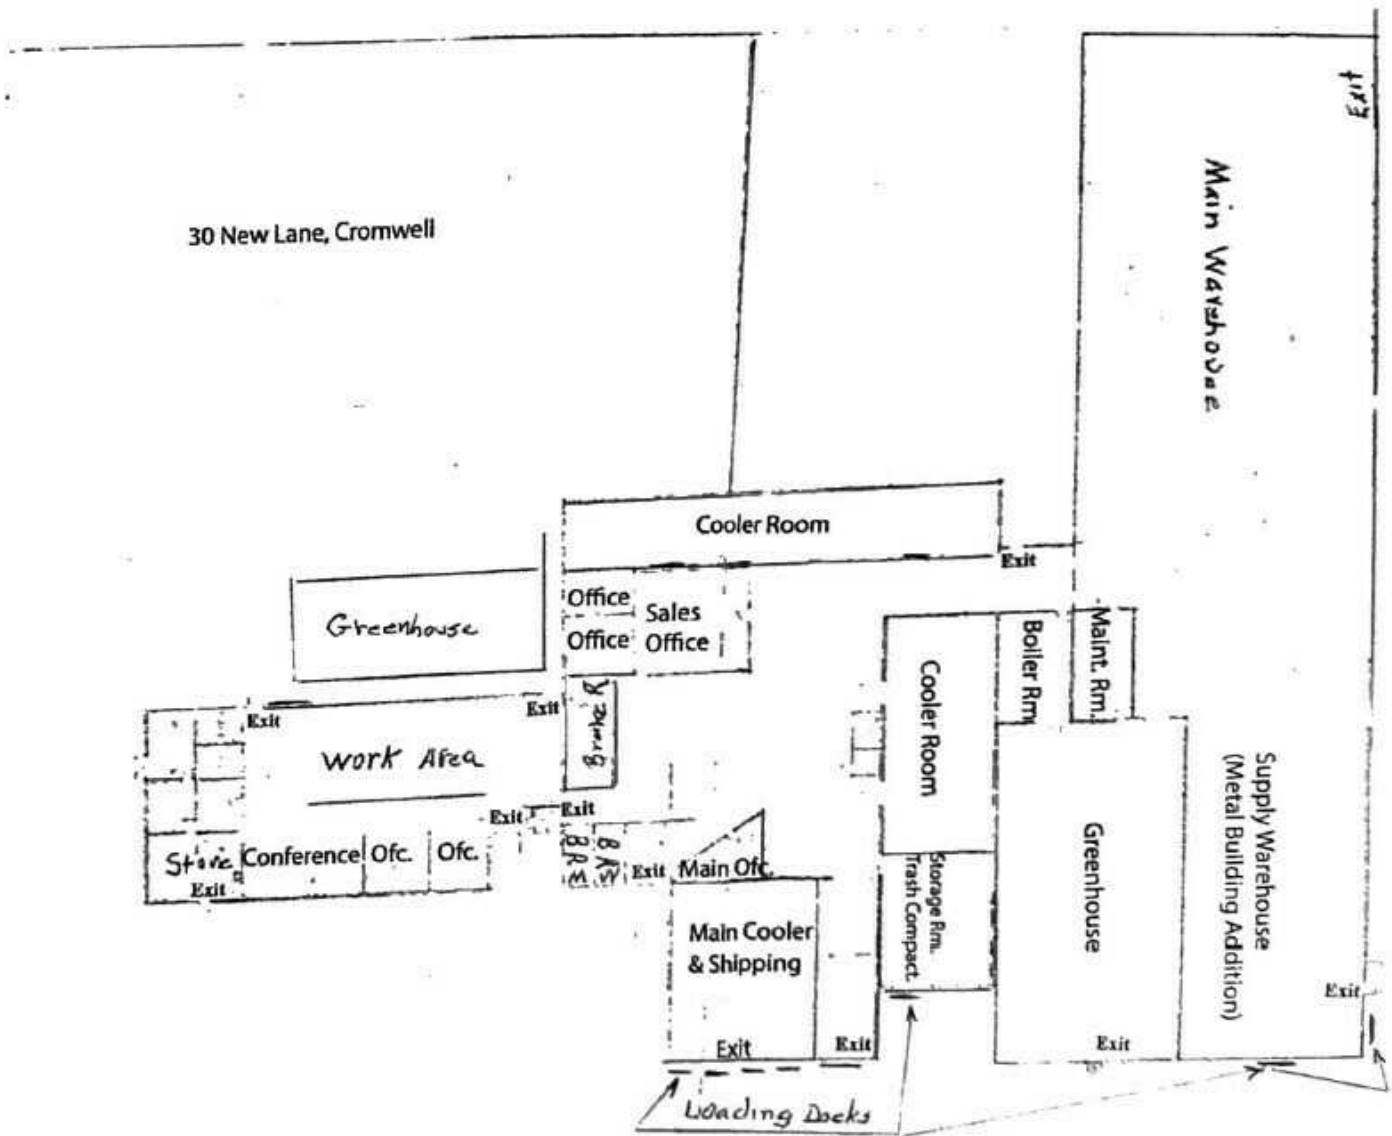 Exit
Main Warehouse
30 New Lane, Cromwell
Cooler Room
Exit
Office
Sales
Office
Office
Greenhouse
Boiler Rm.
Maint. Rm.
Cooler Room
Exit
Exit
Work Area
Supply Warehouse
(Metal Building Addition)
Greenhouse
Exit
Exit
Store
Conference
Ofc.
Ofc.
Exit
BRM
BRW
Exit
Main Ofc.
Storage Rm.
Trash Compact.
Main Cooler
& Shipping
Exit
Exit
Exit
Exit
Loading Docks